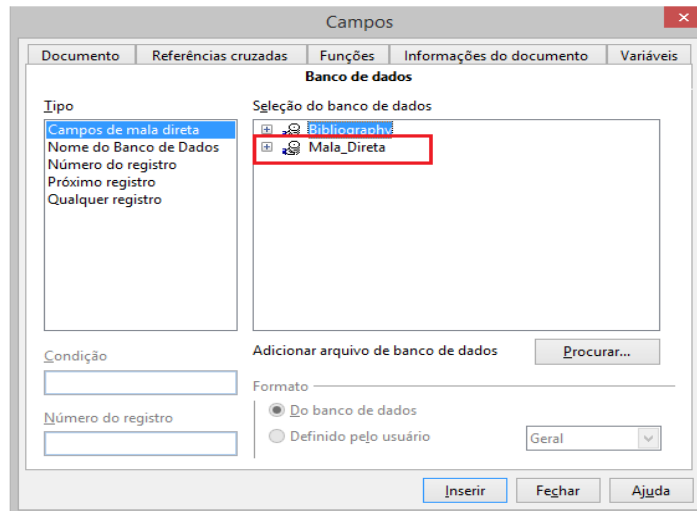 Campos
Documento Referências cruzadas Funções Informações do documento Variáveis
Banco de dados
Tipo
Campos de mala direta
Nome do Banco de Dados
Número do registro
Próximo registro
Qualquer registro
Seleção do banco de dados
Bibliography
Mala_Direta
Adicionar arquivo de banco de dados Procurar...
Condição
Número do registro
Formato
Do banco de dados
Definido pelo usuário Geral
Inserir Fechar Ajuda